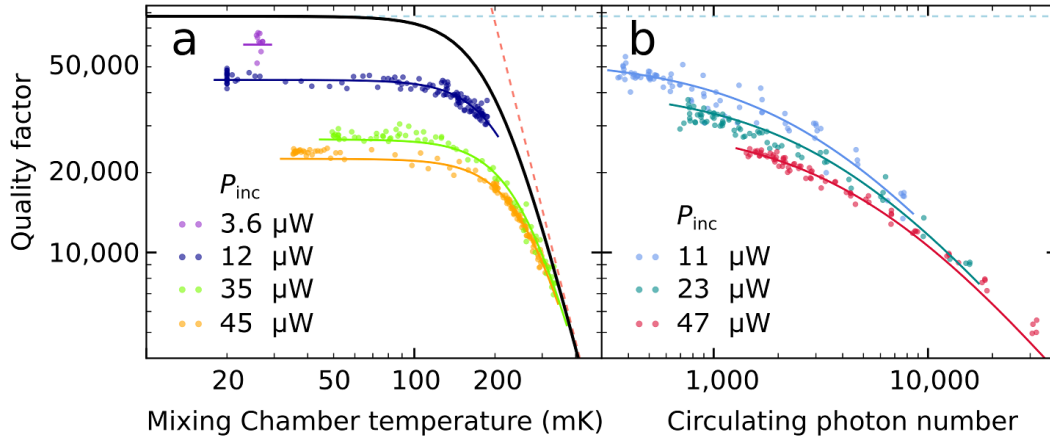 a
b
Quality factor
50,000
20,000
10,000
P_inc
3.6 μW
12 μW
35 μW
45 μW
P_inc
11 μW
23 μW
47 μW
20 50 100 200
1,000 10,000
Mixing Chamber temperature (mK)
Circulating photon number